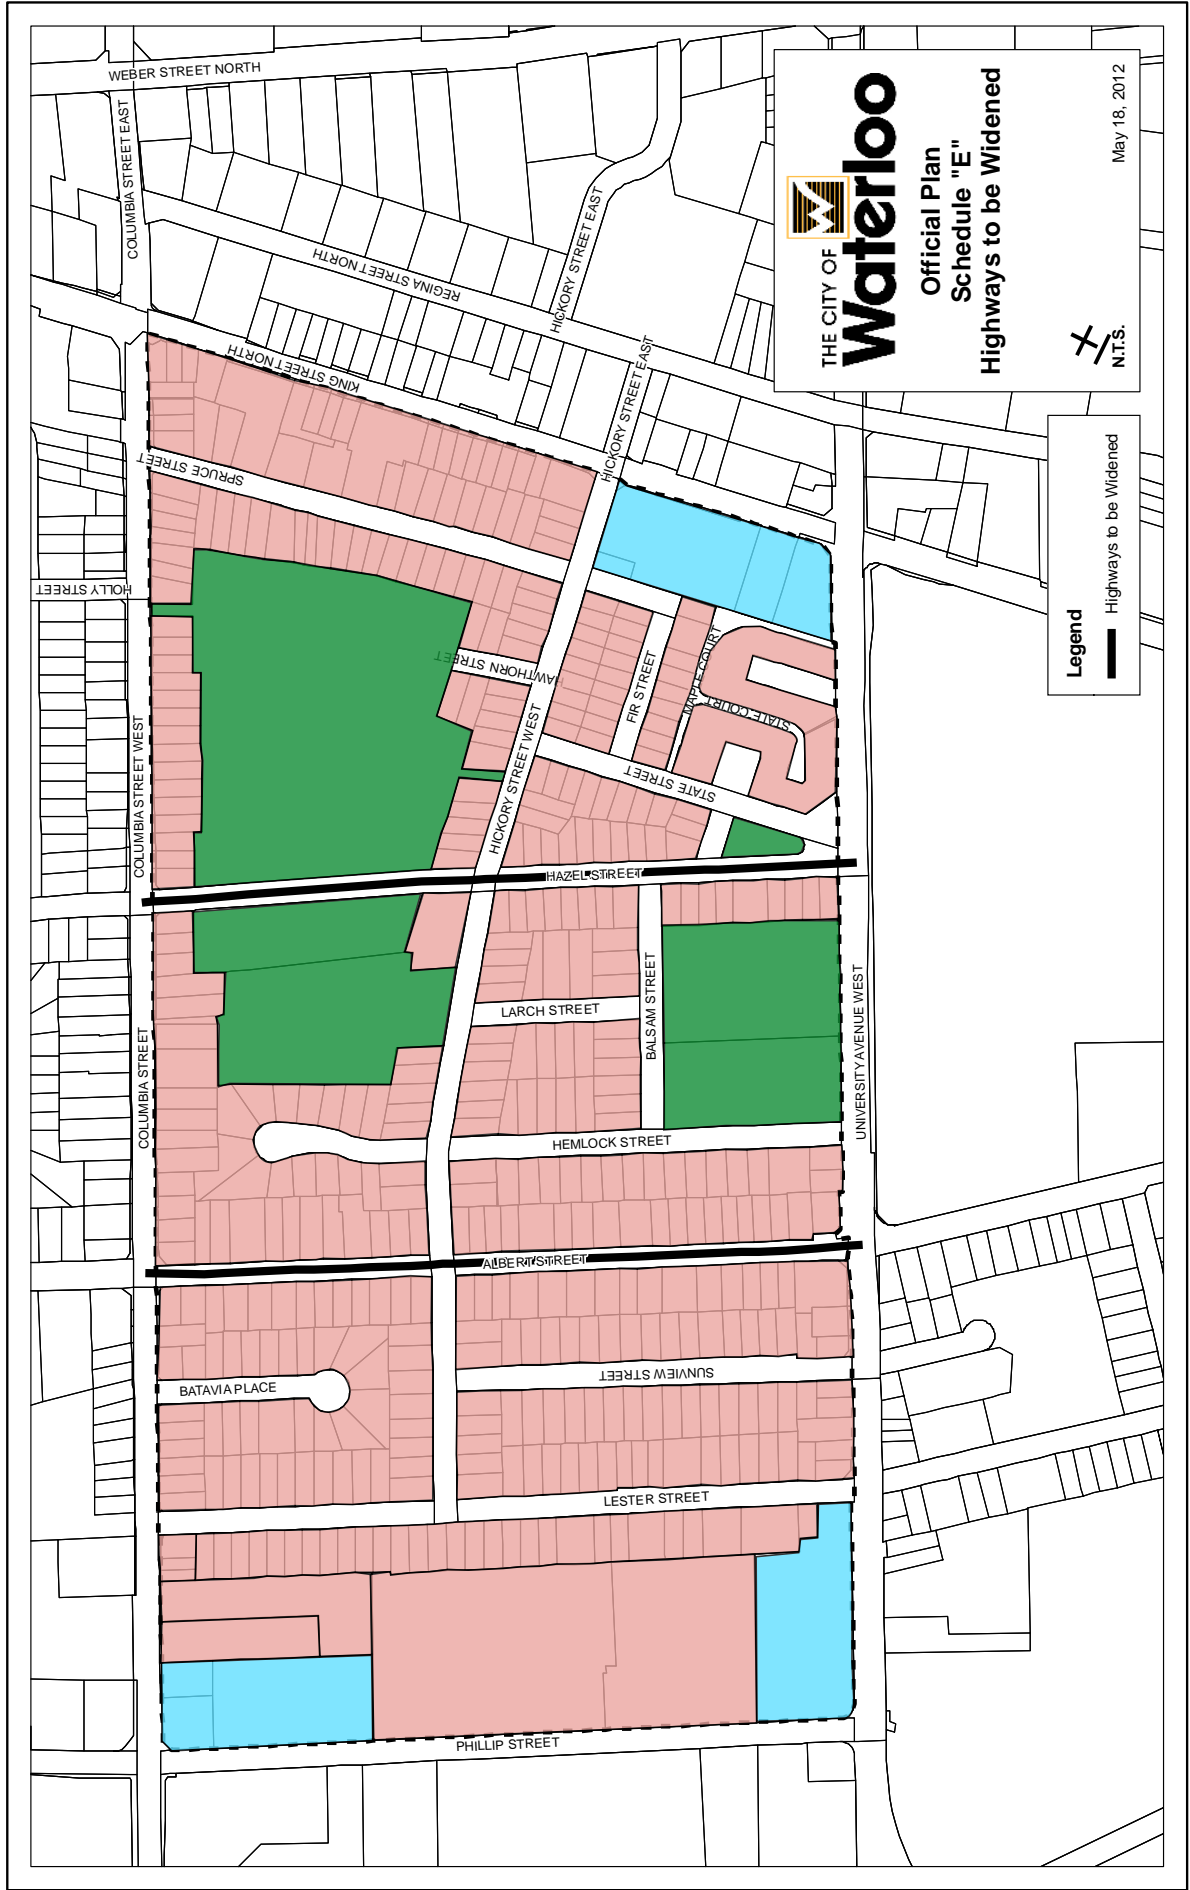 WEBER STREET NORTH
COLUMBIA STREET EAST
REGINA STREET NORTH
HICKORY STREET EAST
KING STREET NORTH
HICKORY STREET EAST
SPRUCE STREET
HOLLY STREET
HAWTHORN STREET
FIR STREET
MAPLE COURT
STATE COURT
STATE STREET
HICKORY STREET WEST
COLUMBIA STREET WEST
HAZEL STREET
LARCH STREET
BALSAM STREET
UNIVERSITY AVENUE WEST
COLUMBIA STREET
HEMLOCK STREET
ALBERT STREET
BATAVIA PLACE
SUNVIEW STREET
LESTER STREET
PHILLIP STREET
THE CITY OF
Waterloo
Official Plan
Schedule "E"
Highways to be Widened
May 18, 2012
N.T.S.
Legend
Highways to be Widened